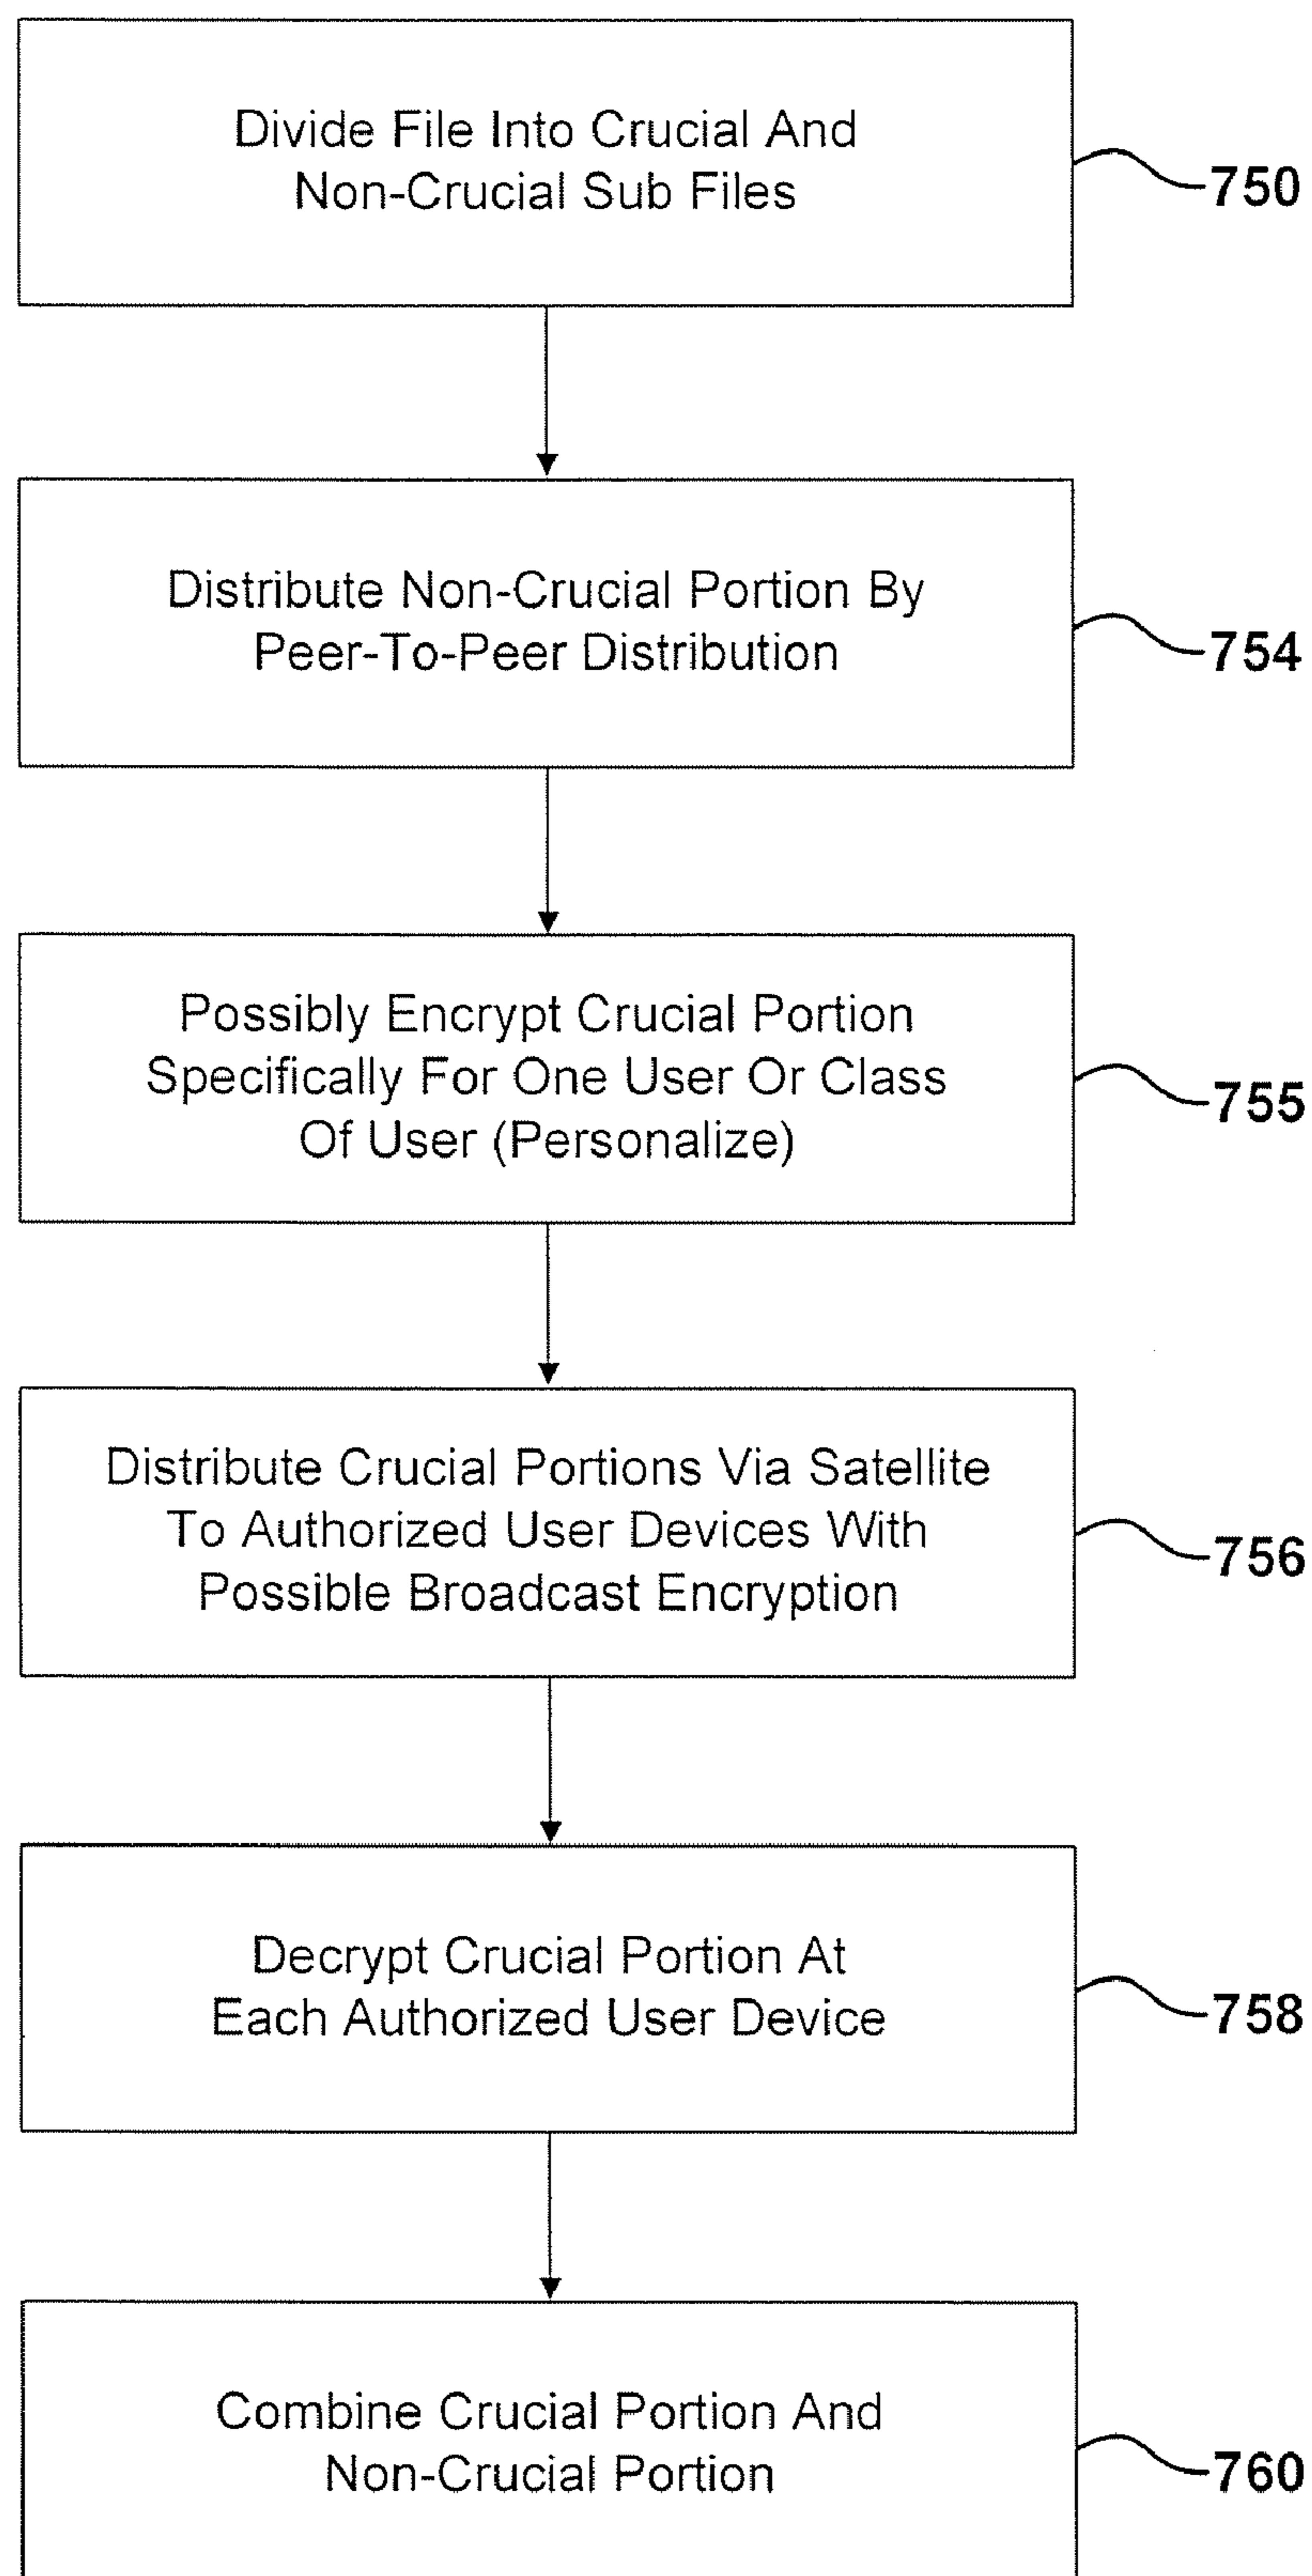 Divide File Into Crucial And
Non-Crucial Sub Files
750
Distribute Non-Crucial Portion By
Peer-To-Peer Distribution
754
Possibly Encrypt Crucial Portion
Specifically For One User Or Class
Of User (Personalize)
755
Distribute Crucial Portions Via Satellite
To Authorized User Devices With
Possible Broadcast Encryption
756
Decrypt Crucial Portion At
Each Authorized User Device
758
Combine Crucial Portion And
Non-Crucial Portion
760